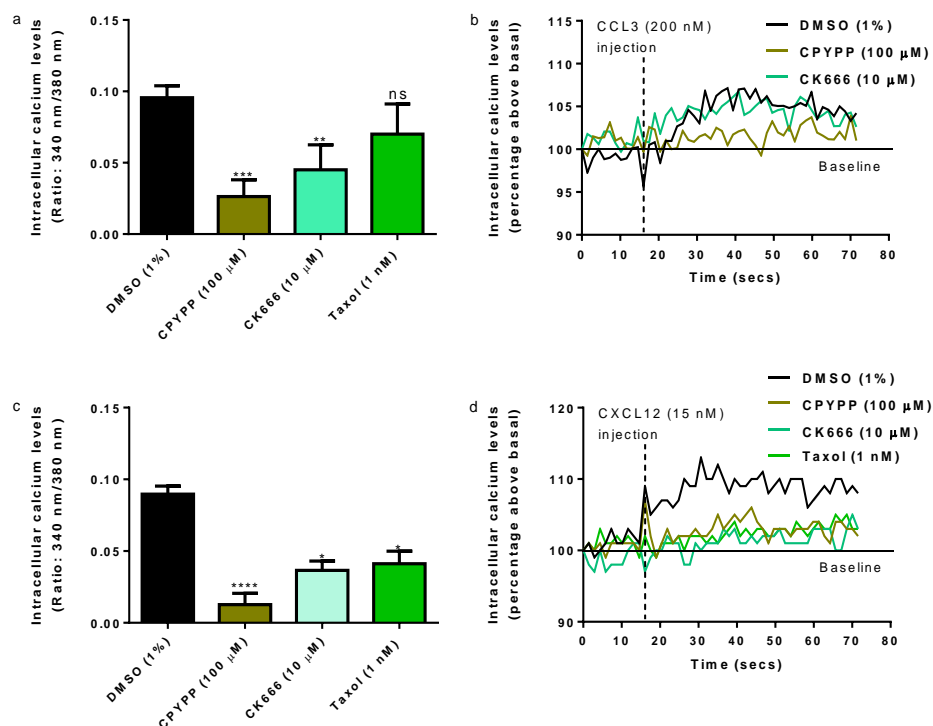 a
Intracellular calcium levels
(Ratio: 340 nm/380 nm)
0.15
0.10
0.05
0.00
***
**
ns
DMSO (1%)
CPYPP (100 µM)
CK666 (10 µM)
Taxol (1 nM)
b
Intracellular calcium levels
(percentage above basal)
CCL3 (200 nM)
injection
DMSO (1%)
CPYPP (100 µM)
CK666 (10 µM)
110
105
100
95
90
Baseline
0 10 20 30 40 50 60 70 80
Time (secs)
c
Intracellular calcium levels
(Ratio: 340 nm/380 nm)
0.15
0.10
0.05
0.00
****
*
*
DMSO (1%)
CPYPP (100 µM)
CK666 (10 µM)
Taxol (1 nM)
d
Intracellular calcium levels
(percentage above basal)
CXCL12 (15 nM)
injection
DMSO (1%)
CPYPP (100 µM)
CK666 (10 µM)
Taxol (1 nM)
120
110
100
90
Baseline
0 10 20 30 40 50 60 70 80
Time (secs)